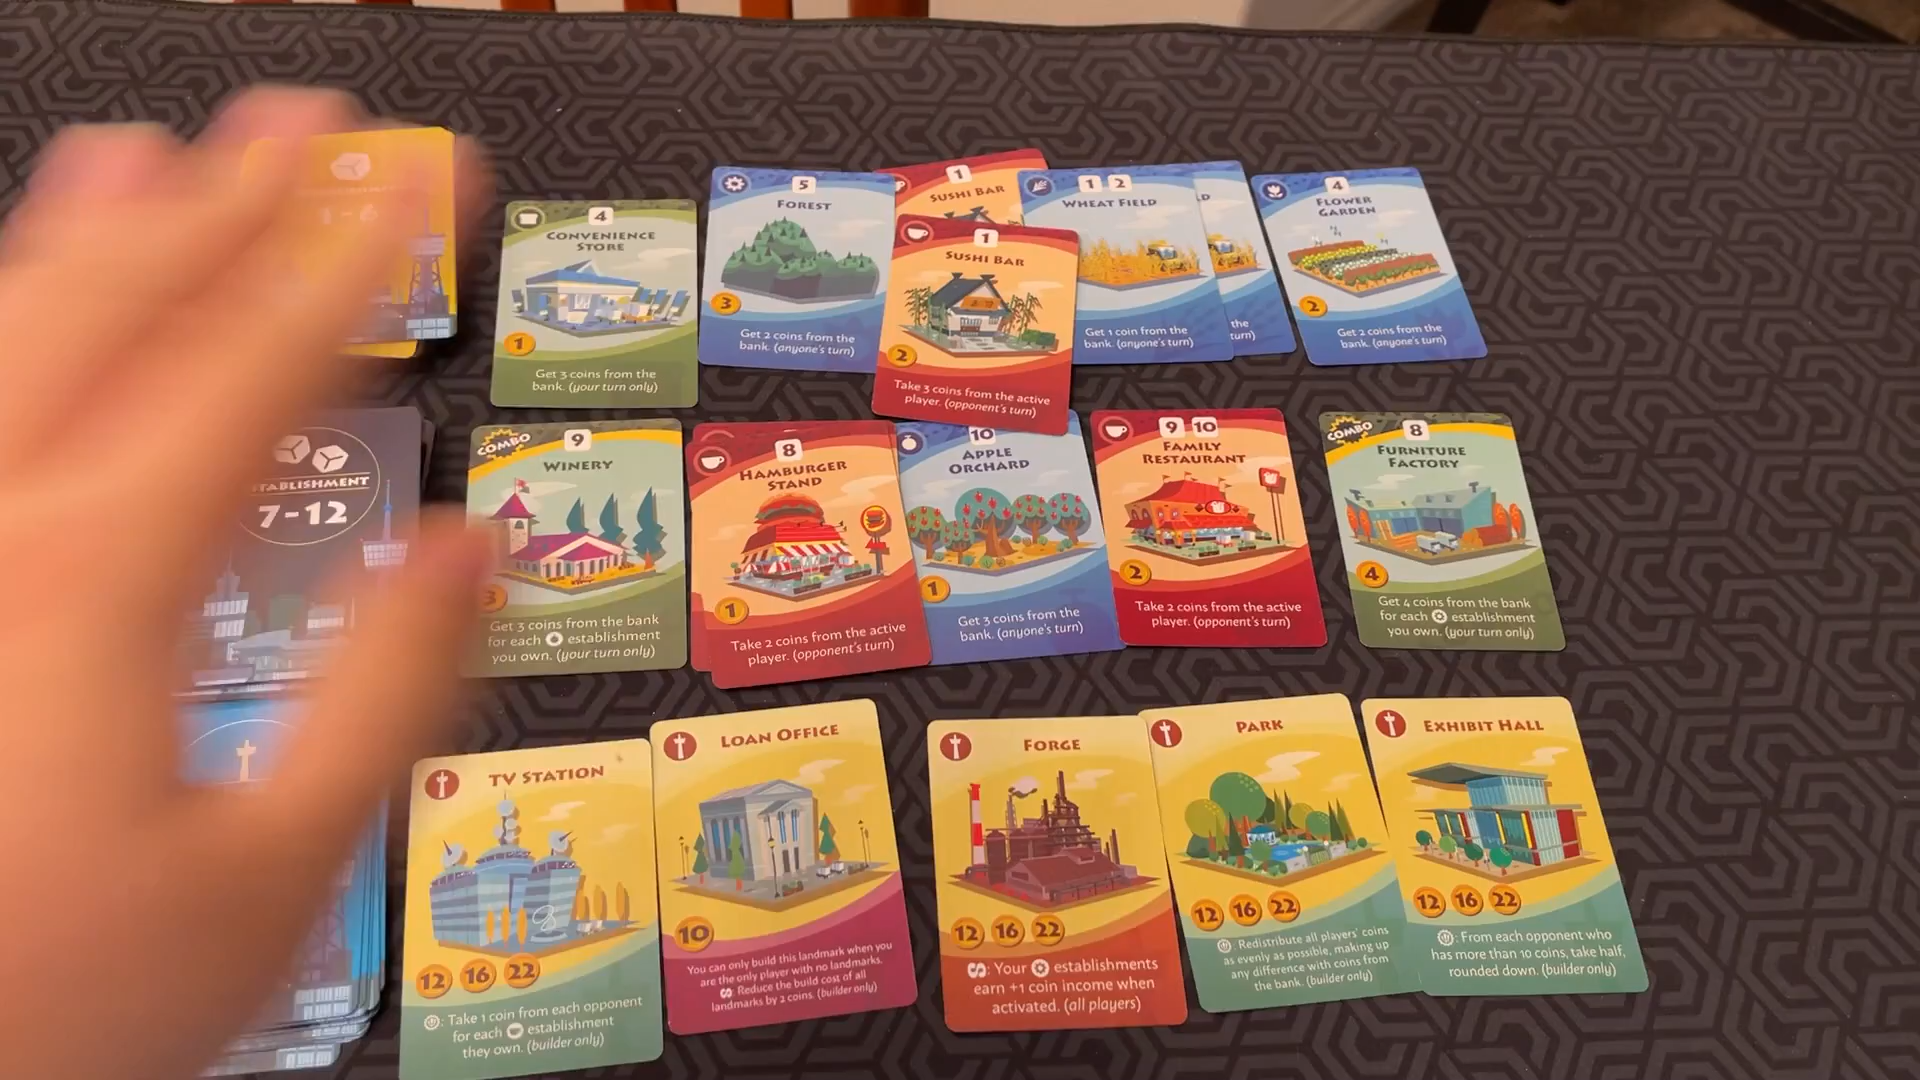 1-6
4
CONVENIENCE
STORE
1
Get 3 coins from the
bank. (your turn only)
5
FOREST
3
Get 2 coins from the
bank. (anyone's turn)
1
SUSHI BAR
1
SUSHI BAR
2
Take 3 coins from the active
player. (opponent's turn)
1 2
WHEAT FIELD
Get 1 coin from the
bank. (anyone's turn)
LD
the
turn)
4
FLOWER
GARDEN
2
Get 2 coins from the
bank. (anyone's turn)
TABLISHMENT
7-12
COMBO
9
WINERY
3
Get 3 coins from the bank
for each establishment
you own. (your turn only)
8
HAMBURGER
STAND
1
Take 2 coins from the active
player. (opponent's turn)
10
APPLE
ORCHARD
1
Get 3 coins from the
bank. (anyone's turn)
9 10
FAMILY
RESTAURANT
2
Take 2 coins from the active
player. (opponent's turn)
COMBO
8
FURNITURE
FACTORY
4
Get 4 coins from the bank
for each establishment
you own. (your turn only)
TV STATION
12 16 22
: Take 1 coin from each opponent
for each establishment
they own. (builder only)
LOAN OFFICE
10
You can only build this landmark when you
are the only player with no landmarks.
: Reduce the build cost of all
landmarks by 2 coins. (builder only)
FORGE
12 16 22
: Your establishments
earn +1 coin income when
activated. (all players)
PARK
12 16 22
: Redistribute all players' coins
as evenly as possible, making up
any difference with coins from
the bank. (builder only)
EXHIBIT HALL
12 16 22
: From each opponent who
has more than 10 coins, take half,
rounded down. (builder only)